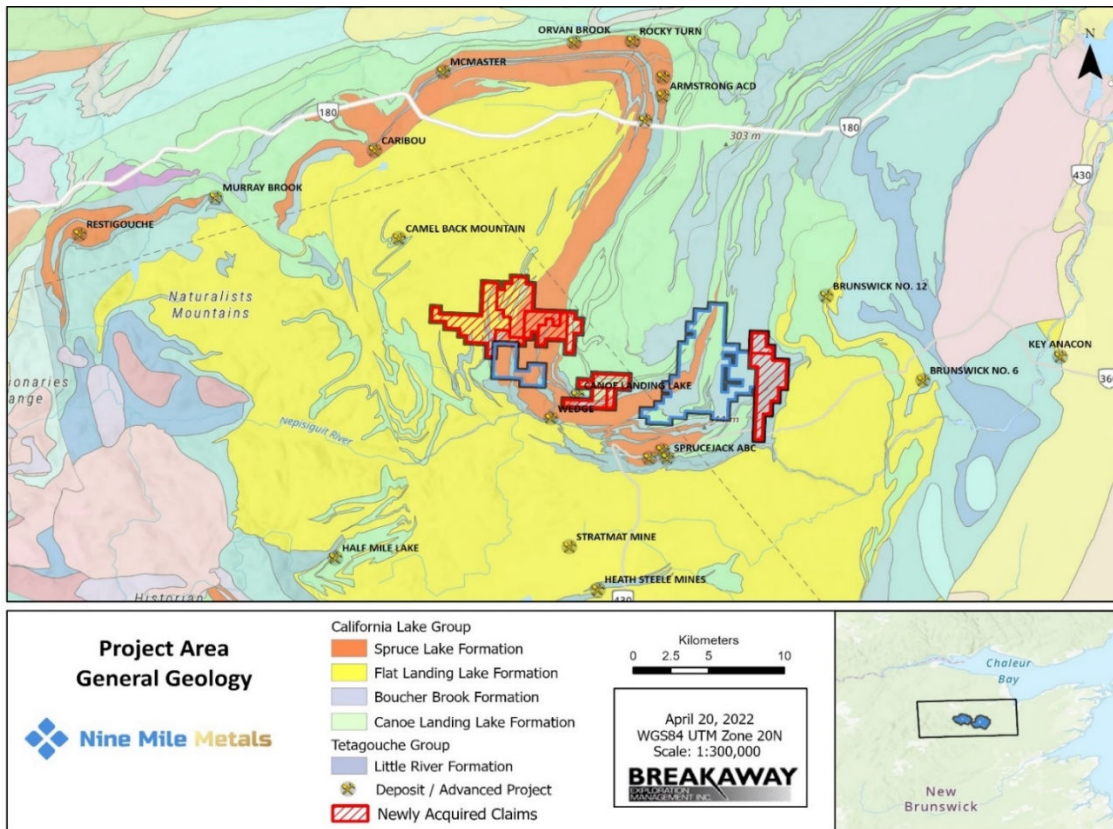 ORVAN BROOK
ROCKY TURN
N
MCMASTER
ARMSTRONG ACD
180
303 m
180
CARIBOU
430
MURRAY BROOK
RESTIGOUCHE
CAMEL BACK MOUNTAIN
Naturalists
Mountains
BRUNSWICK NO. 12
KEY ANACON
ionaries
ange
CANOE LANDING LAKE
BRUNSWICK NO. 6
360
WEDGE
Nepisiguit River
SPRUCEJACK ABC
STRATMAT MINE
HALF MILE LAKE
HEATH STEELE MINES
Historian
430
Project Area
General Geology
Nine Mile Metals
California Lake Group
Spruce Lake Formation
Flat Landing Lake Formation
Boucher Brook Formation
Canoe Landing Lake Formation
Tetagouche Group
Little River Formation
Deposit / Advanced Project
Newly Acquired Claims
Kilometers
0 2.5 5 10
April 20, 2022
WGS84 UTM Zone 20N
Scale: 1:300,000
BREAKAWAY
EXPLORATION
MANAGEMENT INC.
Chaleur
Bay
New
Brunswick